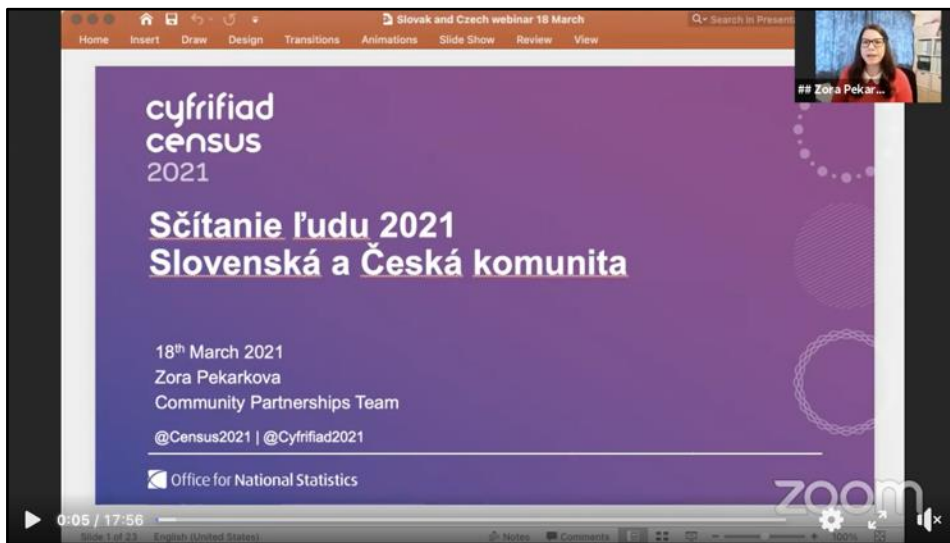 Slovak and Czech webinar 18 March
Q Search in Presenta
Home Insert Draw Design Transitions Animations Slide Show Review View
## Zora Pekar...
cyfrifiad
census
2021
Sčítanie ľudu 2021
Slovenská a Česká komunita
18th March 2021
Zora Pekarkova
Community Partnerships Team
@Census2021 | @Cyfrifiad2021
Office for National Statistics
zoom
0:05 / 17:56
Slide 1 of 23 English (United States) Notes Comments 100%